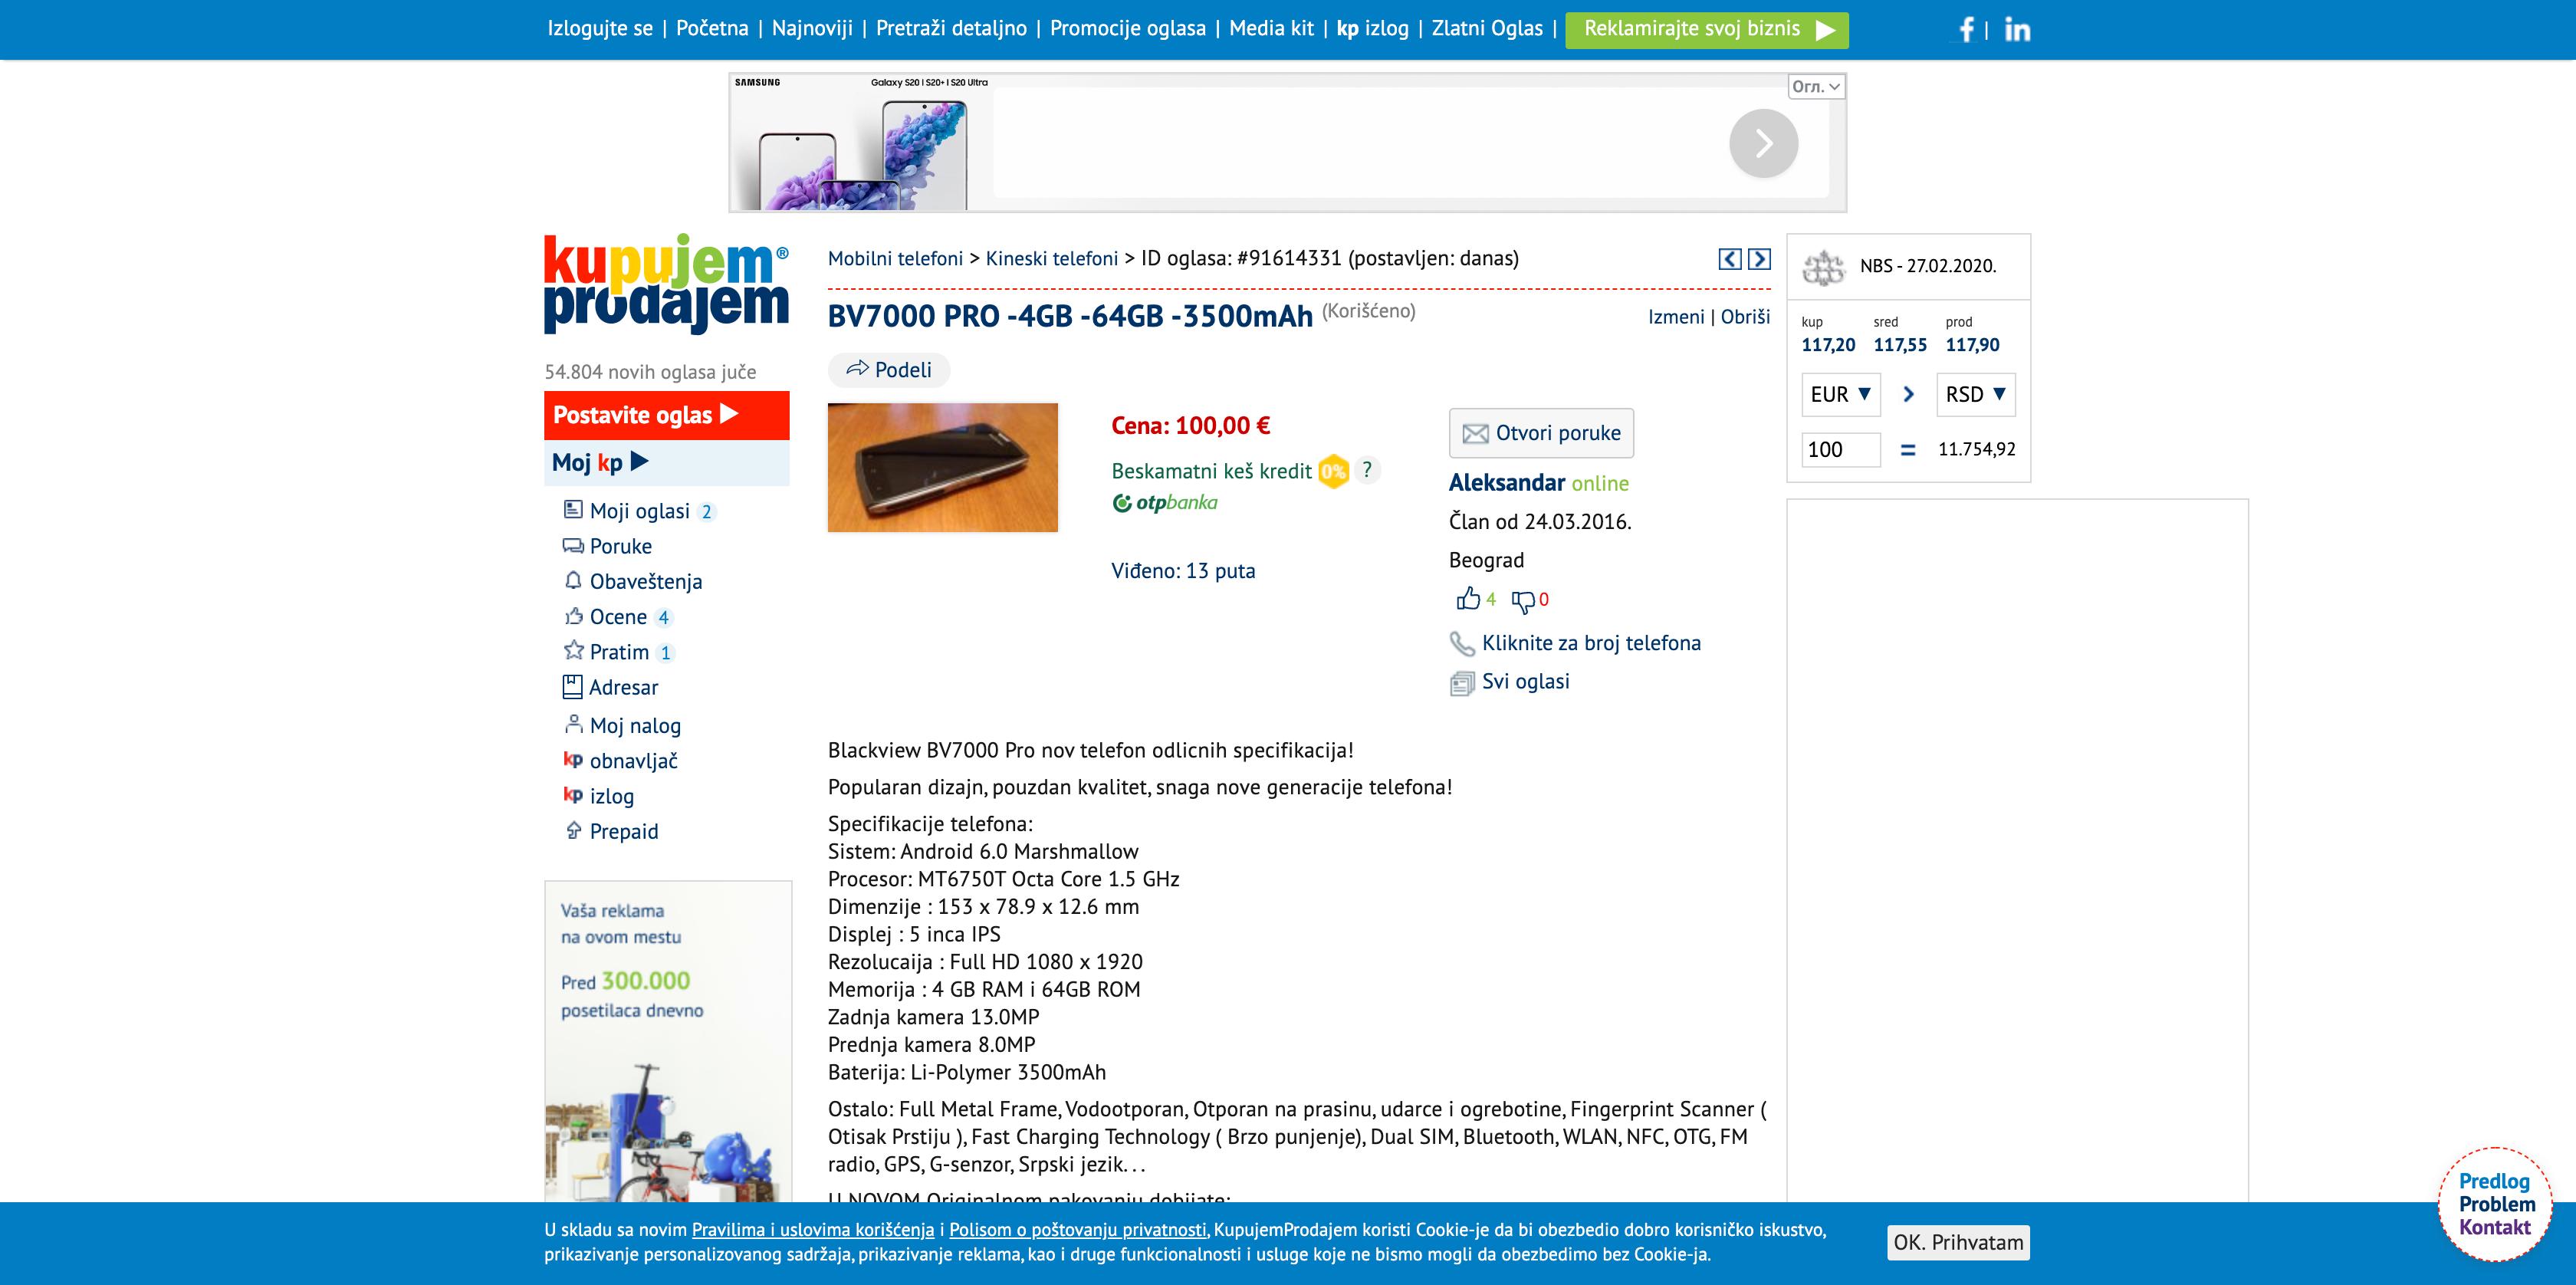 Izlogujte se | Početna | Najnoviji | Pretraži detaljno | Promocije oglasa | Media kit | kp izlog | Zlatni Oglas | Reklamirajte svoj biznis
SAMSUNG
Galaxy S20 I S20+ I S20 Ultra
Огл.
kupujem®
prodajem
54.804 novih oglasa juče
Postavite oglas
Moj kp
Moji oglasi 2
Poruke
Obaveštenja
Ocene 4
Pratim 1
Adresar
Moj nalog
kp obnavljač
kp izlog
Prepaid
Vaša reklama
na ovom mestu
Pred 300.000
posetilaca dnevno
Mobilni telefoni > Kineski telefoni > ID oglasa: #91614331 (postavljen: danas)
BV7000 PRO -4GB -64GB -3500mAh (Korišćeno)
Izmeni | Obriši
Podeli
Cena: 100,00 €
Beskamatni keš kredit 0% ?
otpbanka
Viđeno: 13 puta
Otvori poruke
Aleksandar online
Član od 24.03.2016.
Beograd
4 0
Kliknite za broj telefona
Svi oglasi
Blackview BV7000 Pro nov telefon odlicnih specifikacija!
Popularan dizajn, pouzdan kvalitet, snaga nove generacije telefona!
Specifikacije telefona:
Sistem: Android 6.0 Marshmallow
Procesor: MT6750T Octa Core 1.5 GHz
Dimenzije : 153 x 78.9 x 12.6 mm
Displej : 5 inca IPS
Rezolucaija : Full HD 1080 x 1920
Memorija : 4 GB RAM i 64GB ROM
Zadnja kamera 13.0MP
Prednja kamera 8.0MP
Baterija: Li-Polymer 3500mAh
Ostalo: Full Metal Frame, Vodootporan, Otporan na prasinu, udarce i ogrebotine, Fingerprint Scanner (
Otisak Prstiju ), Fast Charging Technology ( Brzo punjenje), Dual SIM, Bluetooth, WLAN, NFC, OTG, FM
radio, GPS, G-senzor, Srpski jezik. . .
U NOVOM Originalnom pakovanju dobijate:
NBS - 27.02.2020.
kup sred prod
117,20 117,55 117,90
EUR > RSD
100 = 11.754,92
Predlog
Problem
Kontakt
U skladu sa novim Pravilima i uslovima korišćenja i Polisom o poštovanju privatnosti, KupujemProdajem koristi Cookie-je da bi obezbedio dobro korisničko iskustvo,
prikazivanje personalizovanog sadržaja, prikazivanje reklama, kao i druge funkcionalnosti i usluge koje ne bismo mogli da obezbedimo bez Cookie-ja.
OK. Prihvatam